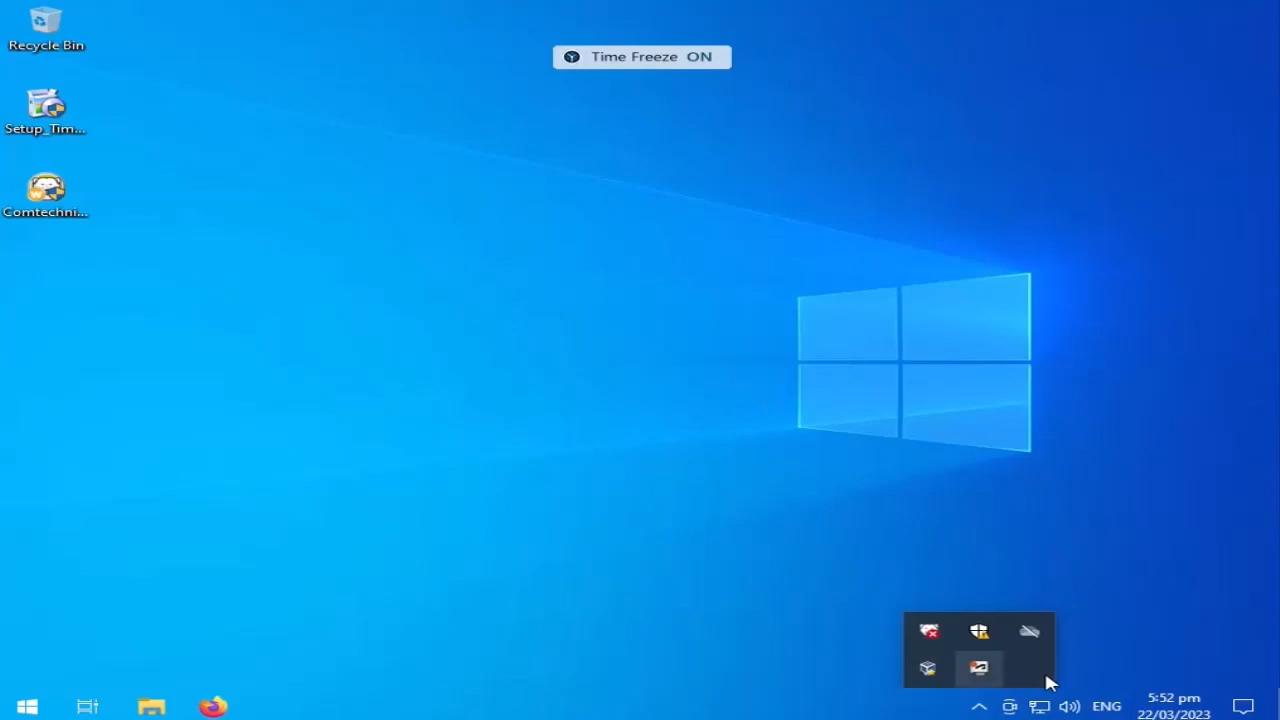 Recycle Bin
Time Freeze ON
Setup_Tim...
Comtechni...
ENG
5:52 pm
22/03/2023